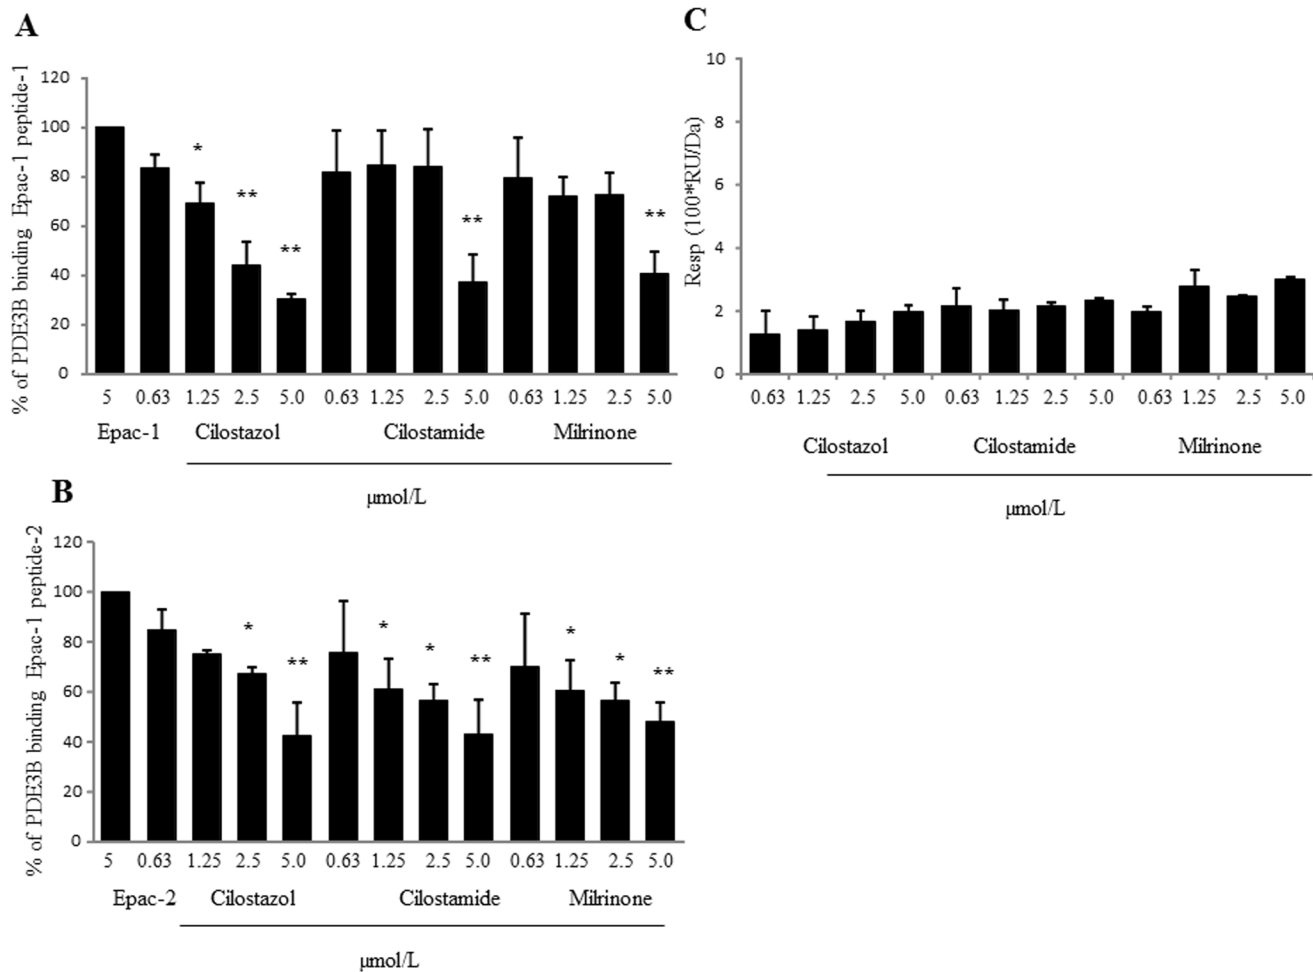 A
% of PDE3B binding Epac-1 peptide-1
120
100
80
60
40
20
0
* ** ** ** **
5 0.63 1.25 2.5 5.0 0.63 1.25 2.5 5.0 0.63 1.25 2.5 5.0
Epac-1 Cilostazol Cilostamide Milrinone
μmol/L
B
% of PDE3B binding Epac-1 peptide-2
120
100
80
60
40
20
0
* ** * * ** * * **
5 0.63 1.25 2.5 5.0 0.63 1.25 2.5 5.0 0.63 1.25 2.5 5.0
Epac-2 Cilostazol Cilostamide Milrinone
μmol/L
C
Resp (100*RU/Da)
10
8
6
4
2
0
0.63 1.25 2.5 5.0 0.63 1.25 2.5 5.0 0.63 1.25 2.5 5.0
Cilostazol Cilostamide Milrinone
μmol/L